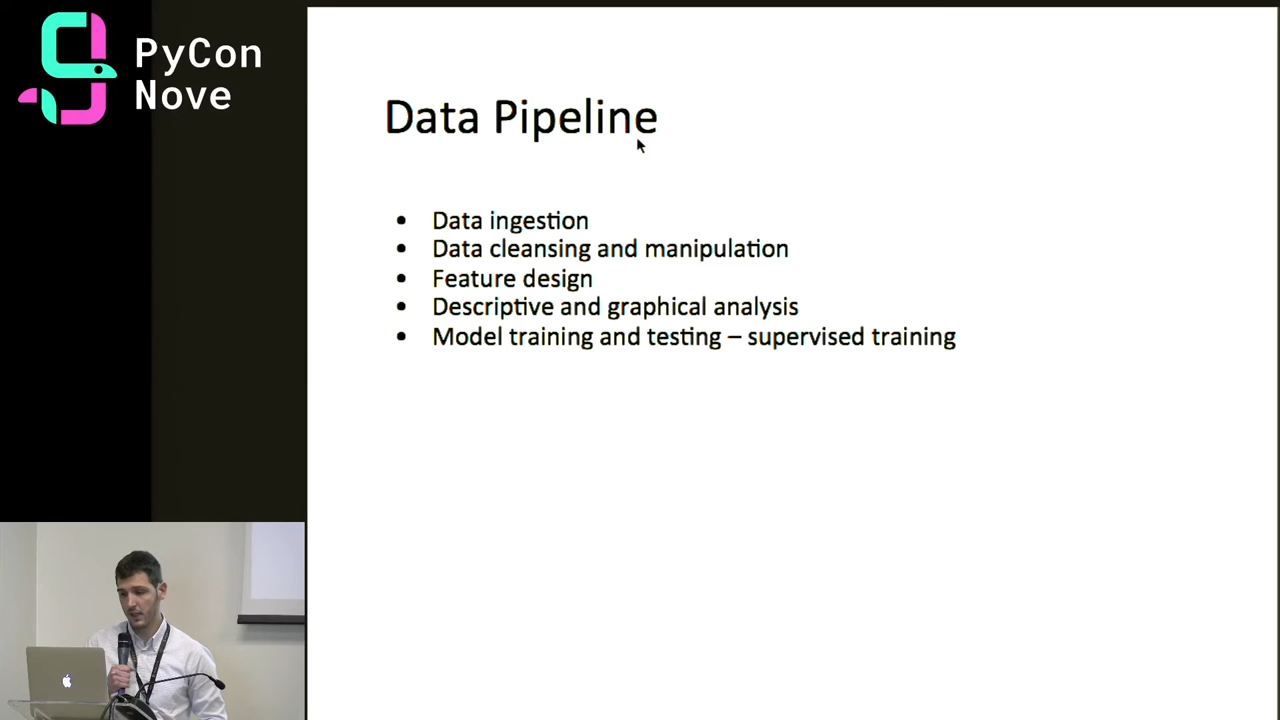 PyCon
Nove
Data Pipeline
• Data ingestion
• Data cleansing and manipulation
• Feature design
• Descriptive and graphical analysis
• Model training and testing – supervised training